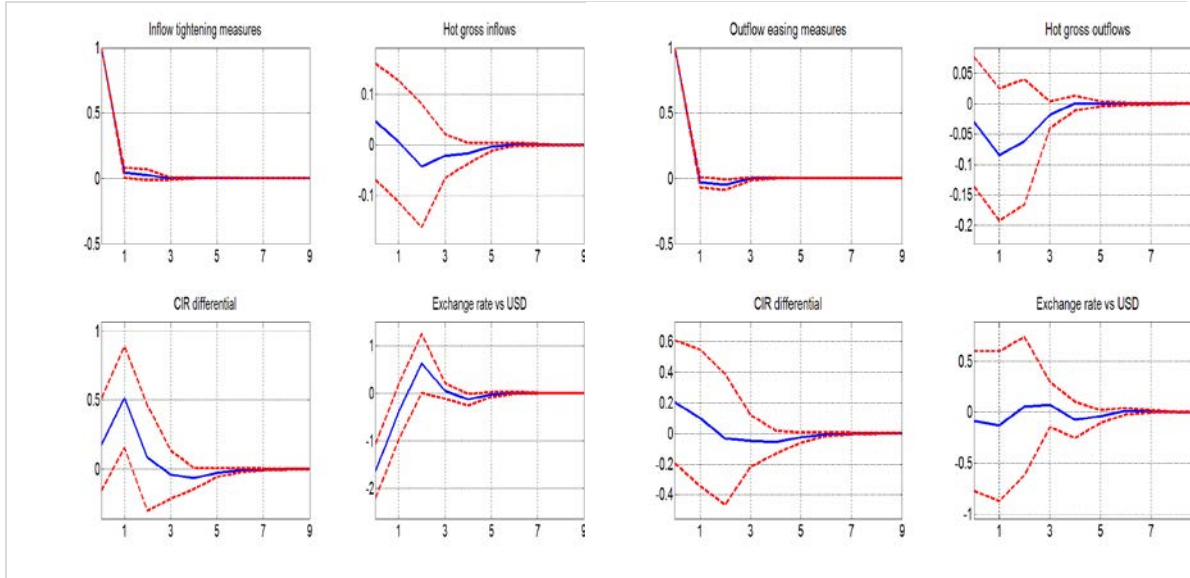 Inflow tightening measures
1
0.5
0
-0.5
1 3 5 7 9
Hot gross inflows
0.1
0
-0.1
1 3 5 7 9
Outflow easing measures
1
0.5
0
-0.5
1 3 5 7 9
Hot gross outflows
0.05
0
-0.05
-0.1
-0.15
-0.2
1 3 5 7
CIR differential
1
0.5
0
1 3 5 7 9
Exchange rate vs USD
1
0
-1
-2
1 3 5 7 9
CIR differential
0.6
0.4
0.2
0
-0.2
-0.4
1 3 5 7 9
Exchange rate vs USD
0.5
0
-0.5
-1
1 3 5 7